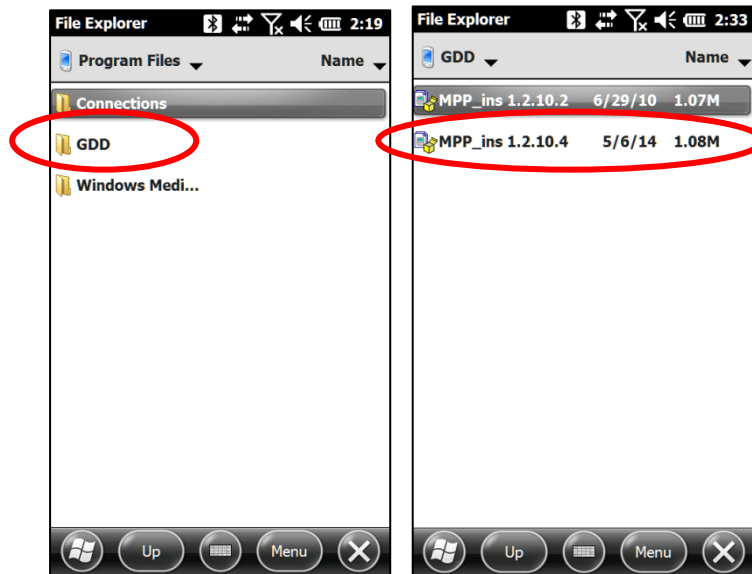 File Explorer 2:19
Program Files Name
Connections
GDD
Windows Medi...
Up Menu
File Explorer 2:33
GDD Name
MPP_ins 1.2.10.2 6/29/10 1.07M
MPP_ins 1.2.10.4 5/6/14 1.08M
Up Menu